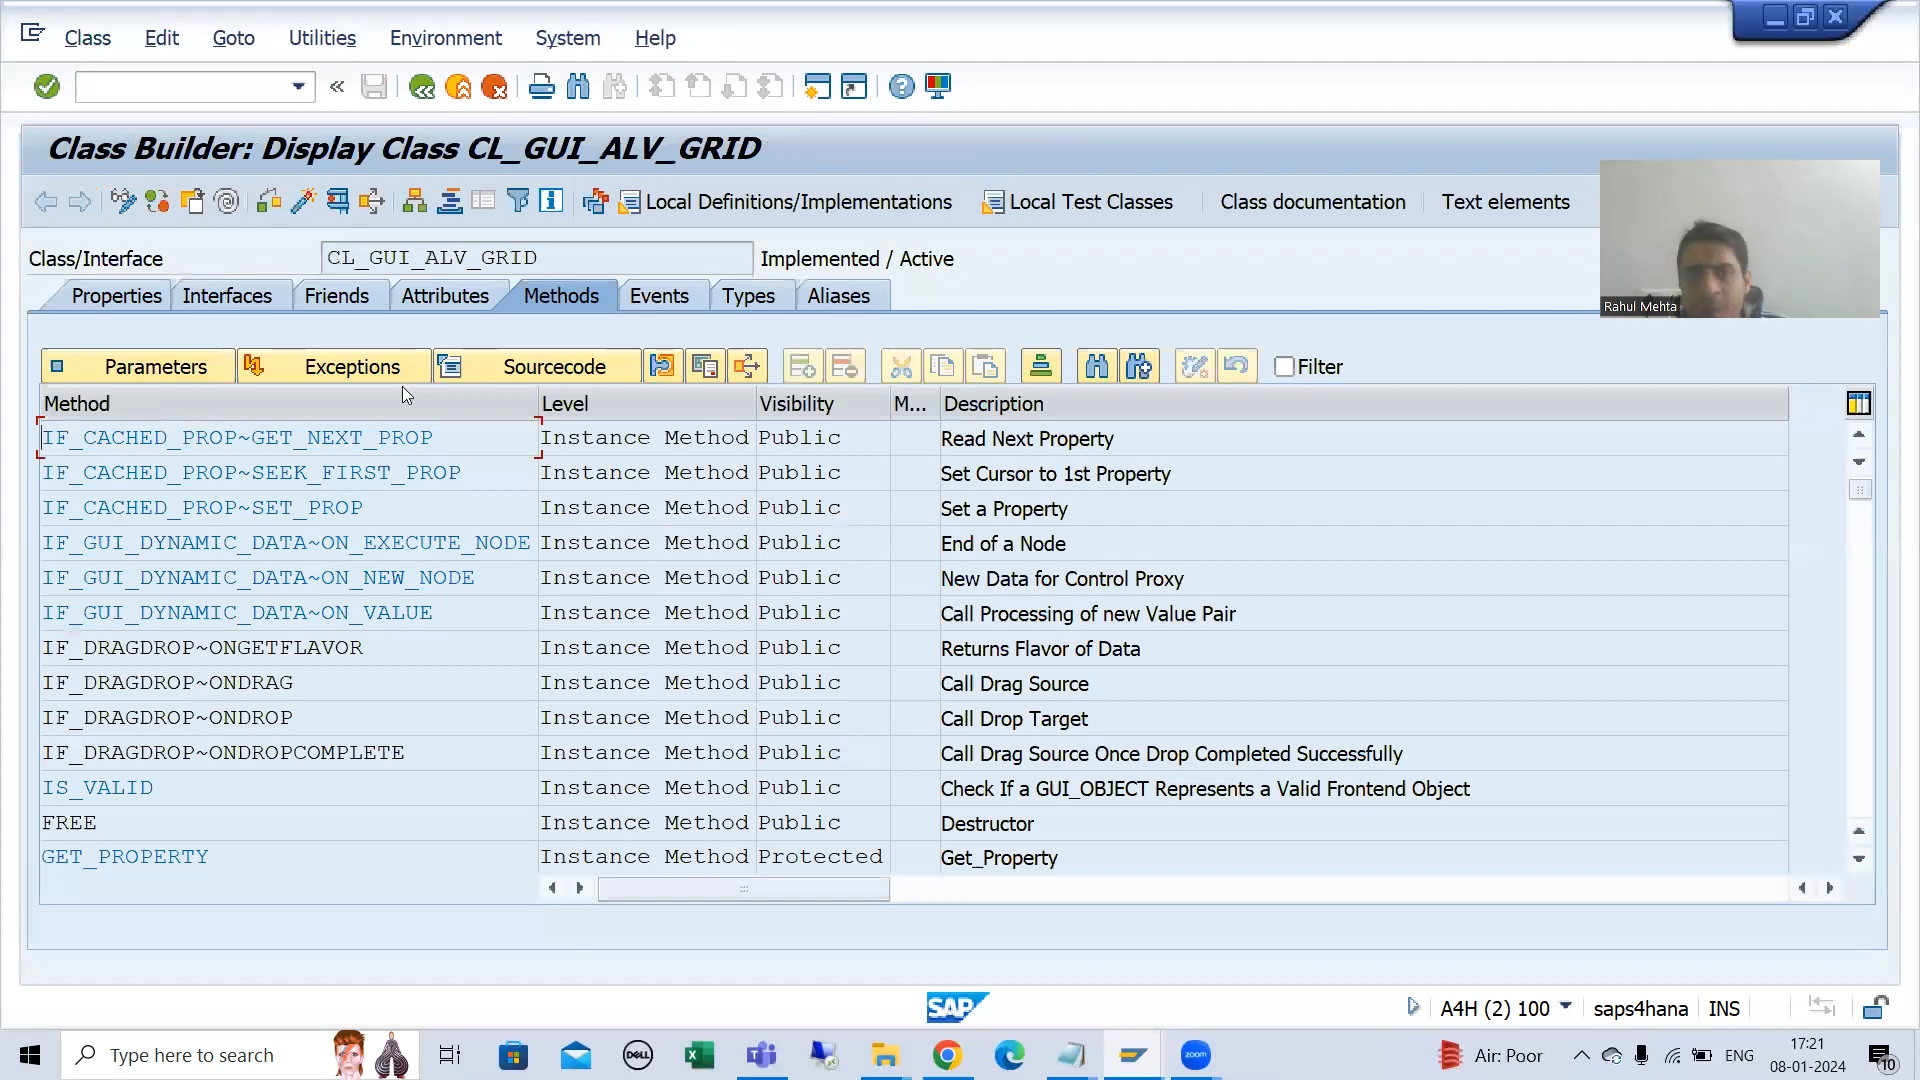 Class Edit Goto Utilities Environment System Help
Class Builder: Display Class CL_GUI_ALV_GRID
Local Definitions/Implementations Local Test Classes Class documentation Text elements
Class/Interface CL_GUI_ALV_GRID Implemented / Active
Rahul Mehta
Properties Interfaces Friends Attributes Methods Events Types Aliases
Parameters Exceptions Sourcecode Filter
Method Level Visibility M... Description
IF_CACHED_PROP~GET_NEXT_PROP Instance Method Public Read Next Property
IF_CACHED_PROP~SEEK_FIRST_PROP Instance Method Public Set Cursor to 1st Property
IF_CACHED_PROP~SET_PROP Instance Method Public Set a Property
IF_GUI_DYNAMIC_DATA~ON_EXECUTE_NODE Instance Method Public End of a Node
IF_GUI_DYNAMIC_DATA~ON_NEW_NODE Instance Method Public New Data for Control Proxy
IF_GUI_DYNAMIC_DATA~ON_VALUE Instance Method Public Call Processing of new Value Pair
IF_DRAGDROP~ONGETFLAVOR Instance Method Public Returns Flavor of Data
IF_DRAGDROP~ONDRAG Instance Method Public Call Drag Source
IF_DRAGDROP~ONDROP Instance Method Public Call Drop Target
IF_DRAGDROP~ONDROPCOMPLETE Instance Method Public Call Drag Source Once Drop Completed Successfully
IS_VALID Instance Method Public Check If a GUI_OBJECT Represents a Valid Frontend Object
FREE Instance Method Public Destructor
GET_PROPERTY Instance Method Protected Get_Property
SAP A4H (2) 100 saps4hana INS
Type here to search DELL zoom Air: Poor ENG 17:21
08-01-2024 10